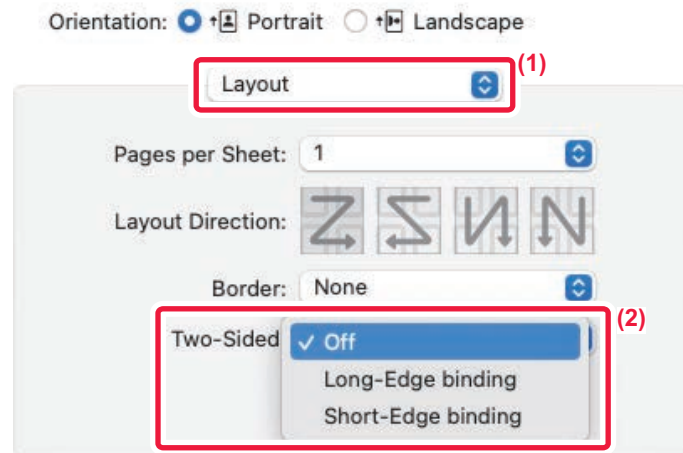 Orientation: Portrait Landscape
(1)
Layout
Pages per Sheet: 1
Layout Direction:
Border: None
(2)
Two-Sided ✓ Off
Long-Edge binding
Short-Edge binding